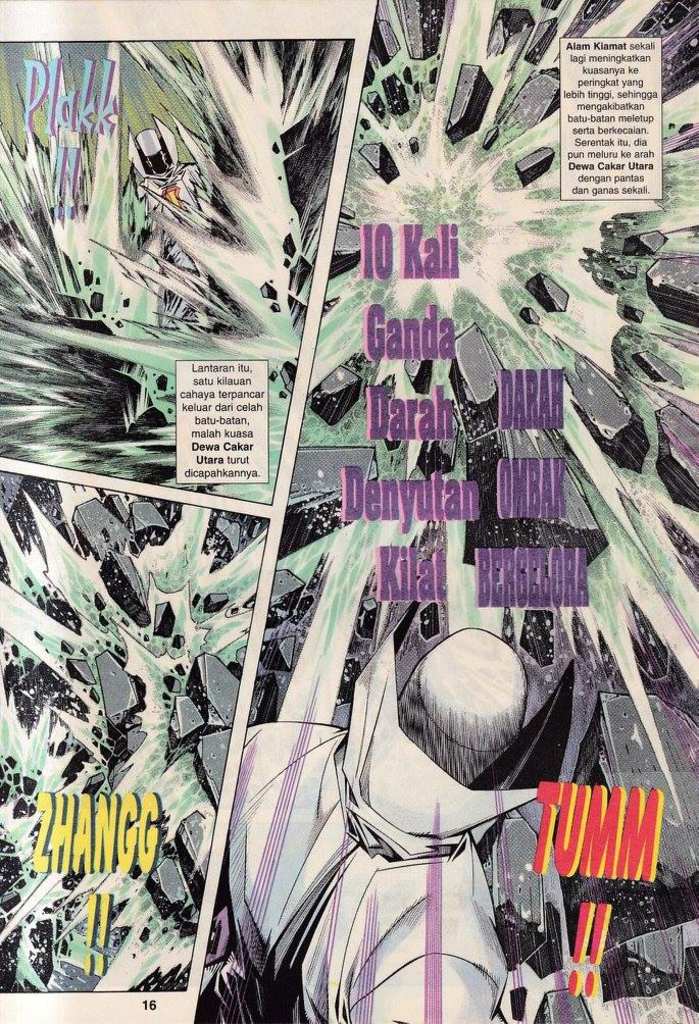 Plakk
!!
Lantaran itu,
satu kilauan
cahaya terpancar
keluar dari celah
batu-batan,
malah kuasa
Dewa Cakar
Utara turut
dicapahkannya.
ZHANGG
!!
Alam Kiamat sekali
lagi meningkatkan
kuasanya ke
peringkat yang
lebih tinggi, sehingga
mengakibatkan
batu-batan meletup
serta berkecaian.
Serentak itu, dia
pun meluru ke arah
Dewa Cakar Utara
dengan pantas
dan ganas sekali.
10 Kali
Ganda
Darah
Denyutan
Kilat
DARAH
OMBAK
BERGELORA
TUMM
!!
16